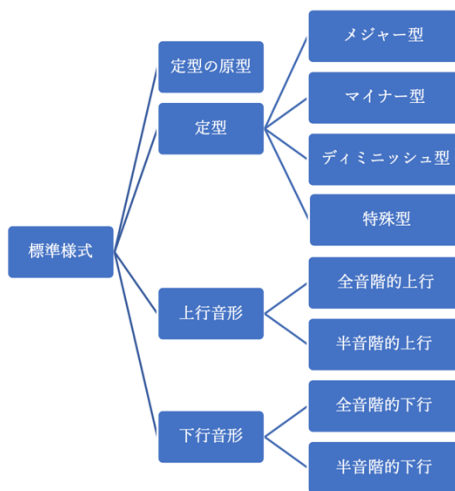 標準様式
定型の原型
定型
メジャー型
マイナー型
ディミニッシュ型
特殊型
上行音形
全音階的上行
半音階的上行
下行音形
全音階的下行
半音階的下行